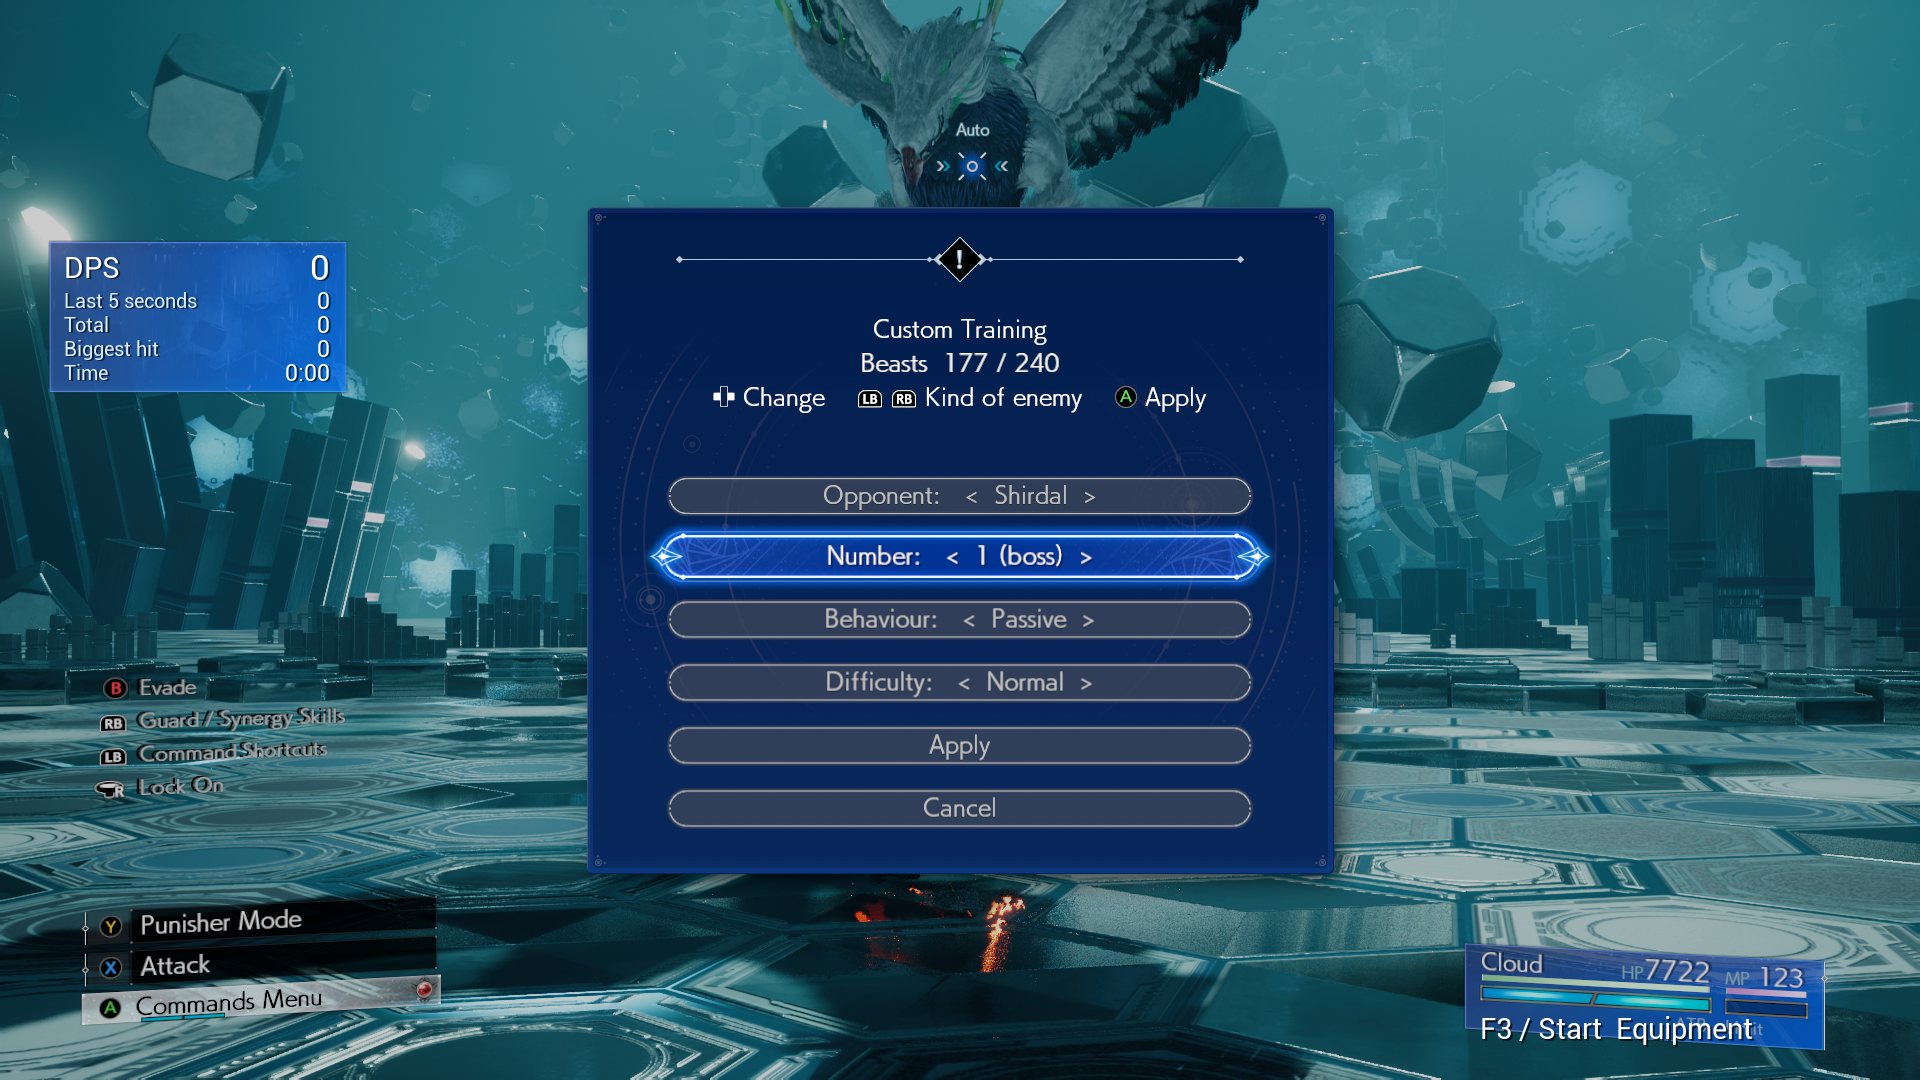 Auto
DPS 0
Last 5 seconds 0
Total 0
Biggest hit 0
Time 0:00
!
Custom Training
Beasts 177 / 240
Change LB RB Kind of enemy A Apply
Opponent: < Shirdal >
Number: < 1 (boss) >
Behaviour: < Passive >
Difficulty: < Normal >
Apply
Cancel
B Evade
RB Guard / Synergy Skills
LB Command Shortcuts
R Lock On
Y Punisher Mode
X Attack
A Commands Menu
Cloud HP 7722 MP 123
F3 / Start Equipment